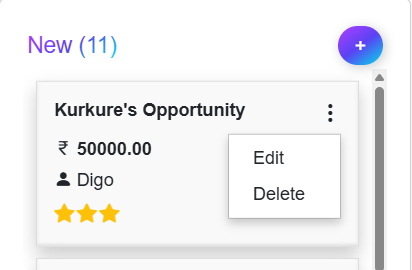 New (11)
+
Kurkure's Opportunity
₹ 50000.00
Digo
Edit
Delete